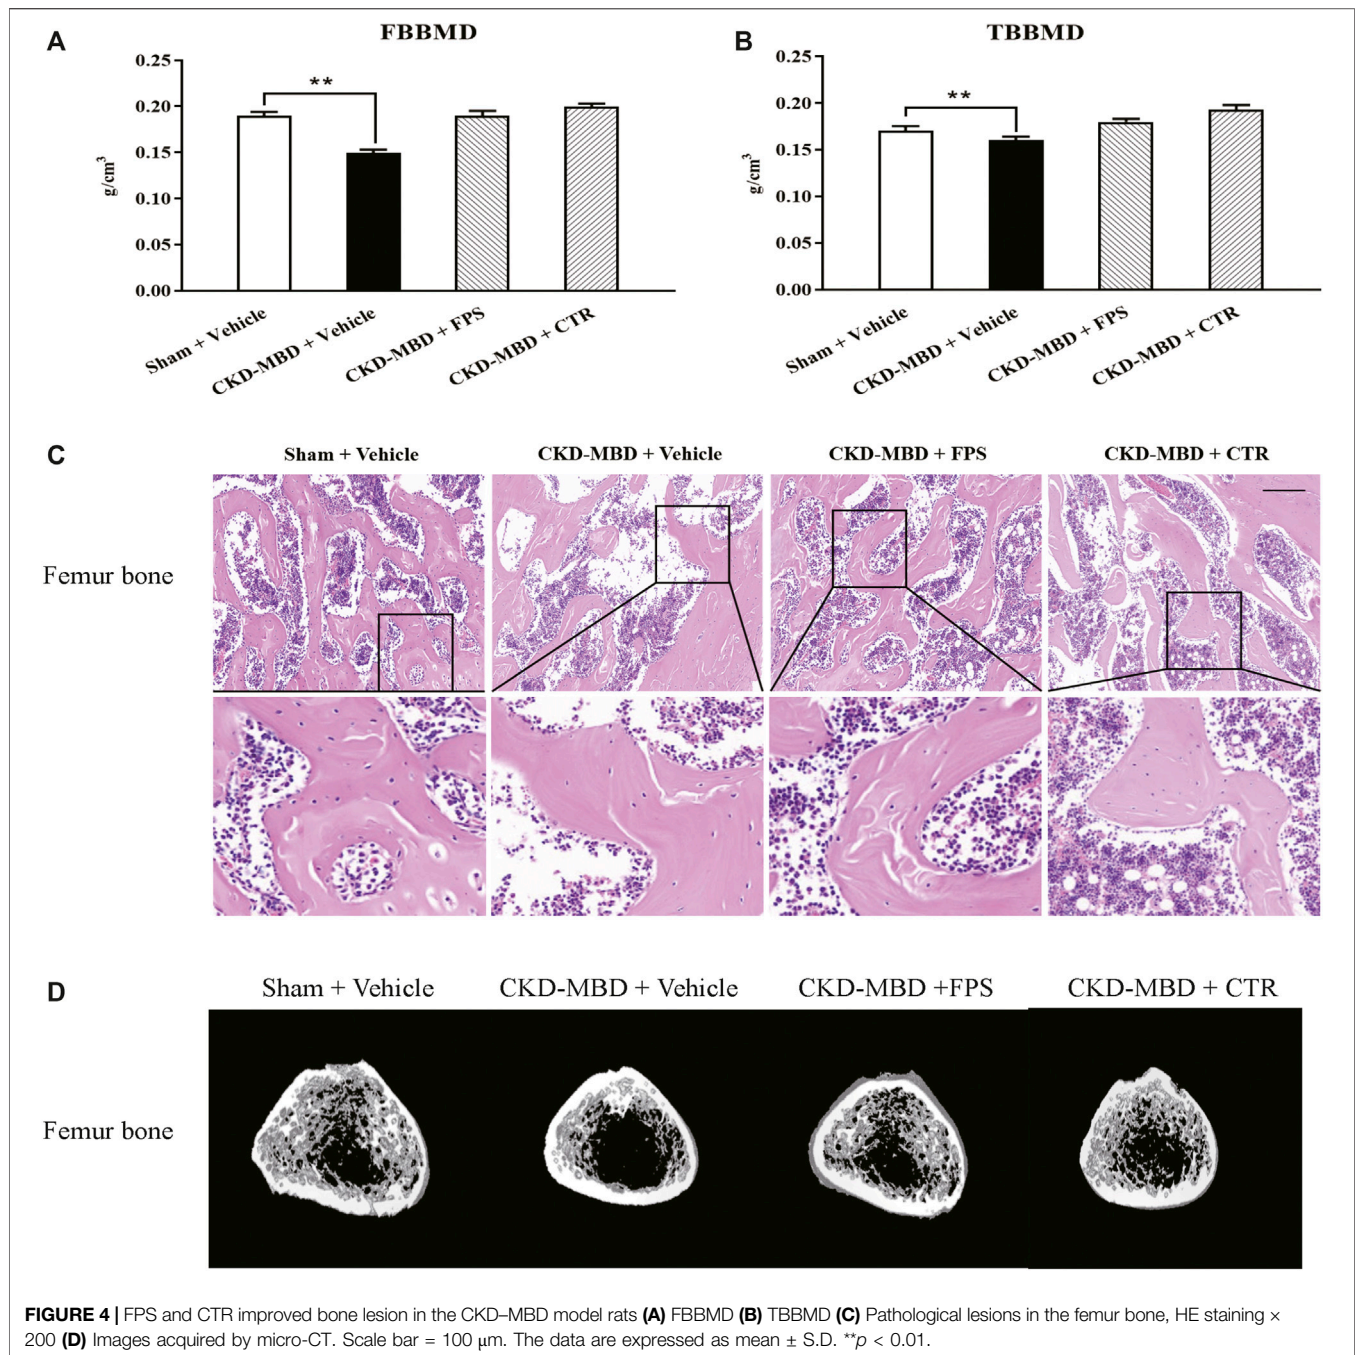 A
FBBMD
0.25
0.20
0.15
0.10
0.05
0.00
g/cm³
**
Sham + Vehicle
CKD-MBD + Vehicle
CKD-MBD + FPS
CKD-MBD + CTR
B
TBBMD
0.25
0.20
0.15
0.10
0.05
0.00
g/cm³
**
Sham + Vehicle
CKD-MBD + Vehicle
CKD-MBD + FPS
CKD-MBD + CTR
C
Sham + Vehicle
CKD-MBD + Vehicle
CKD-MBD + FPS
CKD-MBD + CTR
Femur bone
D
Sham + Vehicle
CKD-MBD + Vehicle
CKD-MBD +FPS
CKD-MBD + CTR
Femur bone
FIGURE 4 | FPS and CTR improved bone lesion in the CKD–MBD model rats (A) FBBMD (B) TBBMD (C) Pathological lesions in the femur bone, HE staining ×
200 (D) Images acquired by micro-CT. Scale bar = 100 μm. The data are expressed as mean ± S.D. **p < 0.01.